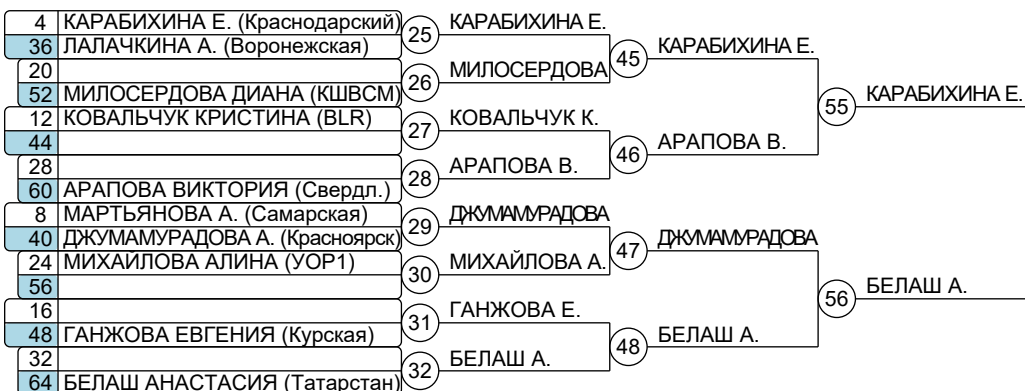 4 КАРАБИХИНА Е. (Краснодарский)
36 ЛАЛАЧКИНА А. (Воронежская)
25 КАРАБИХИНА Е.
20
52 МИЛОСЕРДОВА ДИАНА (КШВСМ)
26 МИЛОСЕРДОВА
45 КАРАБИХИНА Е.
12 КОВАЛЬЧУК КРИСТИНА (BLR)
44
27 КОВАЛЬЧУК К.
28
60 АРАПОВА ВИКТОРИЯ (Свердл.)
28 АРАПОВА В.
46 АРАПОВА В.
55 КАРАБИХИНА Е.
8 МАРТЬЯНОВА А. (Самарская)
40 ДЖУМАМУРАДОВА А. (Красноярск)
29 ДЖУМАМУРАДОВА
24 МИХАЙЛОВА АЛИНА (УОР1)
56
30 МИХАЙЛОВА А.
47 ДЖУМАМУРАДОВА
16
48 ГАНЖОВА ЕВГЕНИЯ (Курская)
31 ГАНЖОВА Е.
32
64 БЕЛАШ АНАСТАСИЯ (Татарстан)
32 БЕЛАШ А.
48 БЕЛАШ А.
56 БЕЛАШ А.